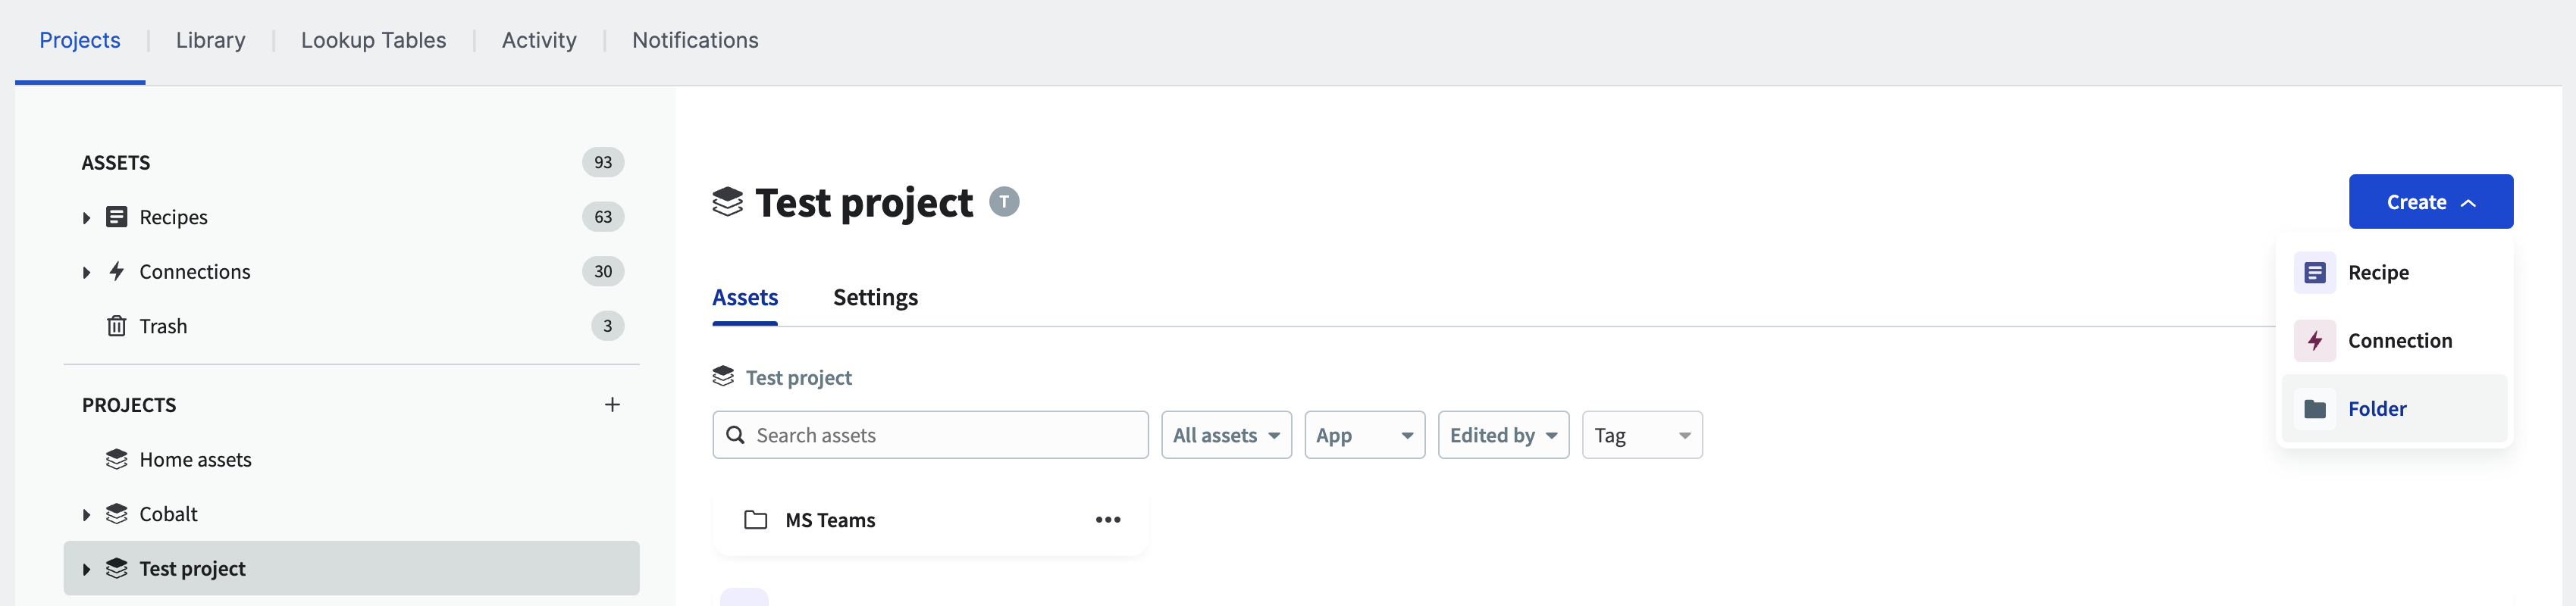 Projects | Library | Lookup Tables | Activity | Notifications
ASSETS 93
Recipes 63
Connections 30
Trash 3
PROJECTS +
Home assets
Cobalt
Test project
Test project T
Create
Recipe
Connection
Folder
Assets Settings
Test project
Search assets All assets App Edited by Tag
MS Teams •••